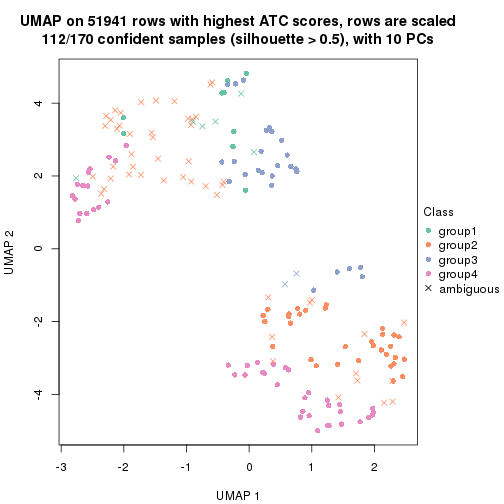 UMAP on 51941 rows with highest ATC scores, rows are scaled
112/170 confident samples (silhouette > 0.5), with 10 PCs
4
2
0
-2
-4
UMAP 2
-3
-2
-1
0
1
2
UMAP 1
Class
group1
group2
group3
group4
ambiguous